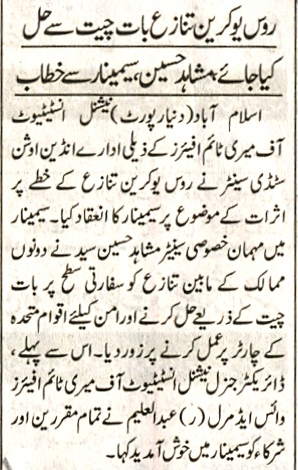 روس یوکرین تنازع بات چیت سے حل
کیا جائے، مشاہد حسین، سیمینار سے خطاب
اسلام آباد (دنیا رپورٹ) نیشنل انسٹیٹیوٹ
آف میری ٹائم افیئرز کے ذیلی ادارے انڈین اوشن
سٹڈی سینٹر نے روس یوکرین تنازع کے خطے پر
اثرات کے موضوع پر سیمینار کا انعقاد کیا۔ سیمینار
میں مہمان خصوصی سینیٹر مشاہد حسین سید نے دونوں
ممالک کے مابین تنازع کو سفارتی سطح پر بات
چیت کے ذریعے حل کرنے اور امن کیلئے اقوام متحدہ
کے چارٹر پر عمل کرنے پر زور دیا۔ اس سے پہلے،
ڈائریکٹر جنرل نیشنل انسٹیٹیوٹ آف میری ٹائم افیئرز
وائس ایڈمرل (ر) عبدالعلیم نے تمام مقررین اور
شرکاء کو سیمینار میں خوش آمدید کہا۔